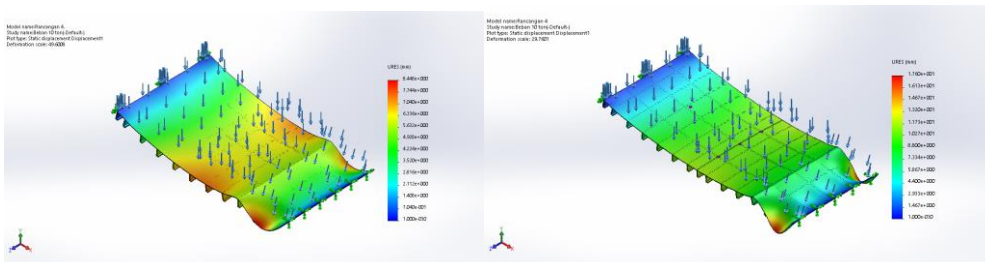 Model name:Rancangan 4
Study name:Beban 10 ton(-Default-)
Plot type: Static displacement Displacement1
Deformation scale: 49.6008
URES (mm)
8.448e+000
7.744e+000
7.040e+000
6.336e+000
5.632e+000
4.928e+000
4.224e+000
3.520e+000
2.816e+000
2.112e+000
1.408e+000
7.040e-001
1.000e-030
Model name:Rancangan 4
Study name:Beban 10 ton(-Default-)
Plot type: Static displacement Displacement1
Deformation scale:
URES (mm)
1.760e+001
1.613e+001
1.467e+001
1.320e+001
1.173e+001
1.027e+001
8.800e+000
7.334e+000
5.867e+000
4.400e+000
2.933e+000
1.467e+000
1.000e-030